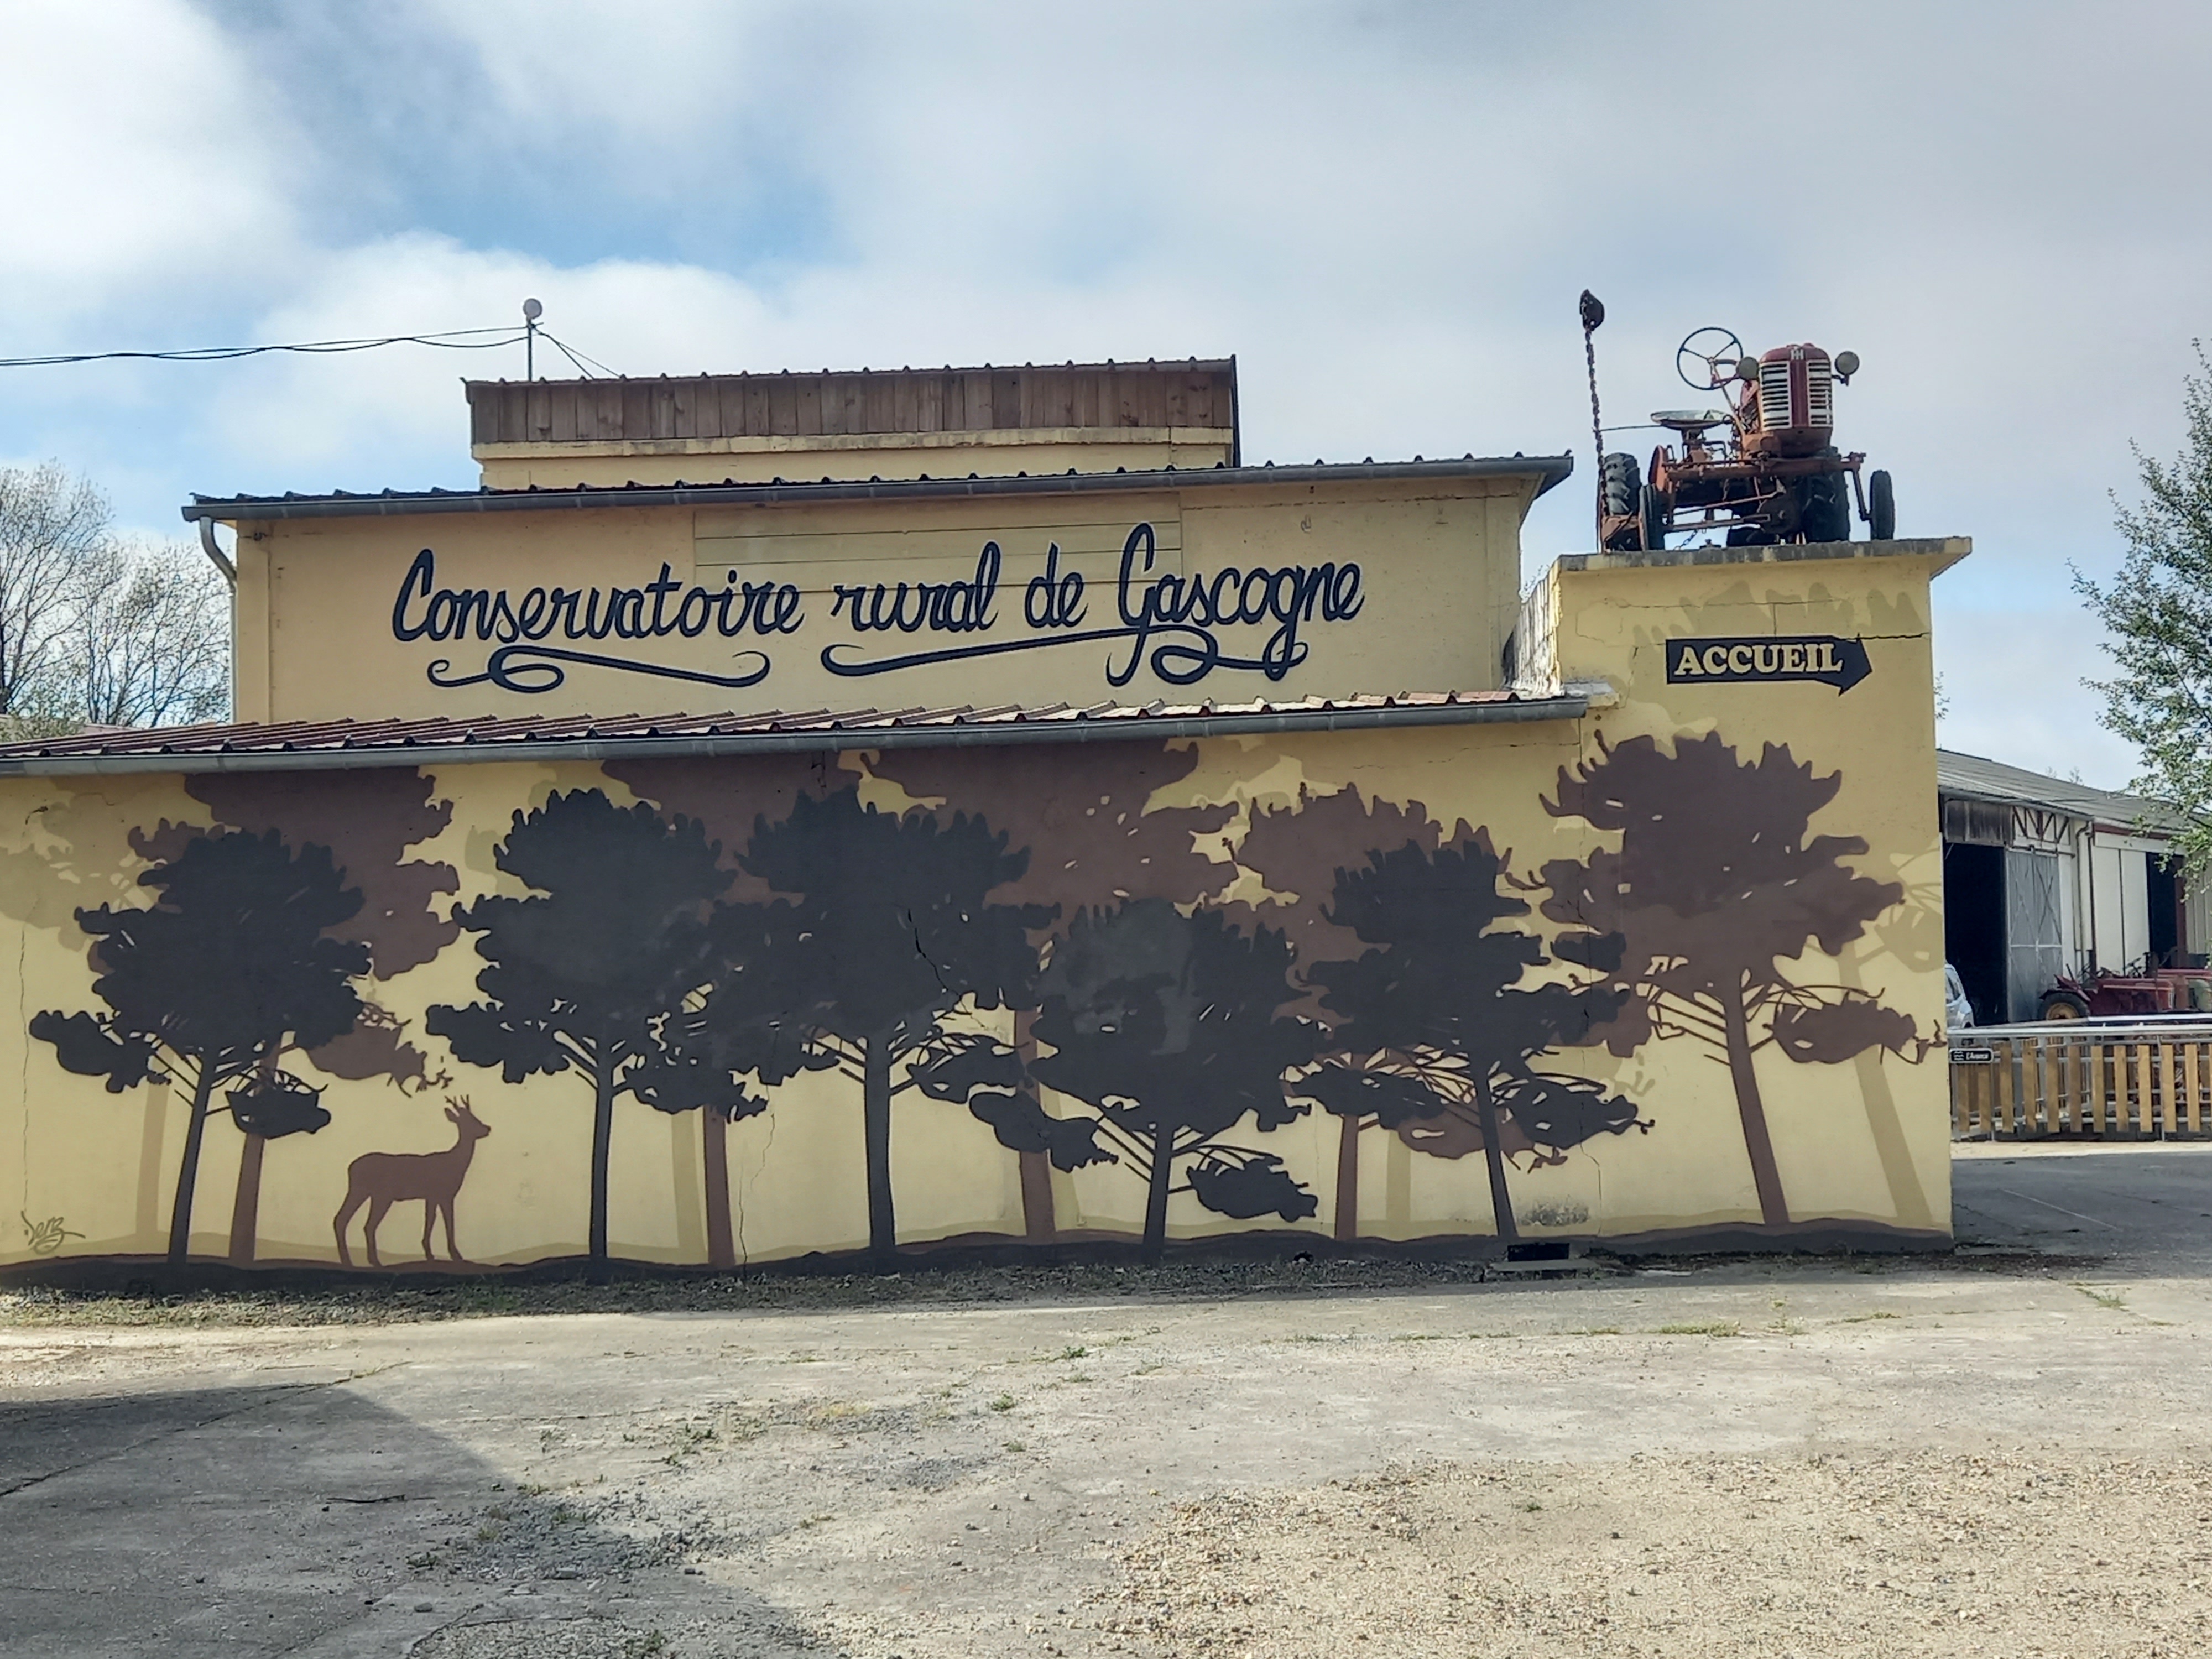 Conservatoire rural de Gascogne
ACCUEIL